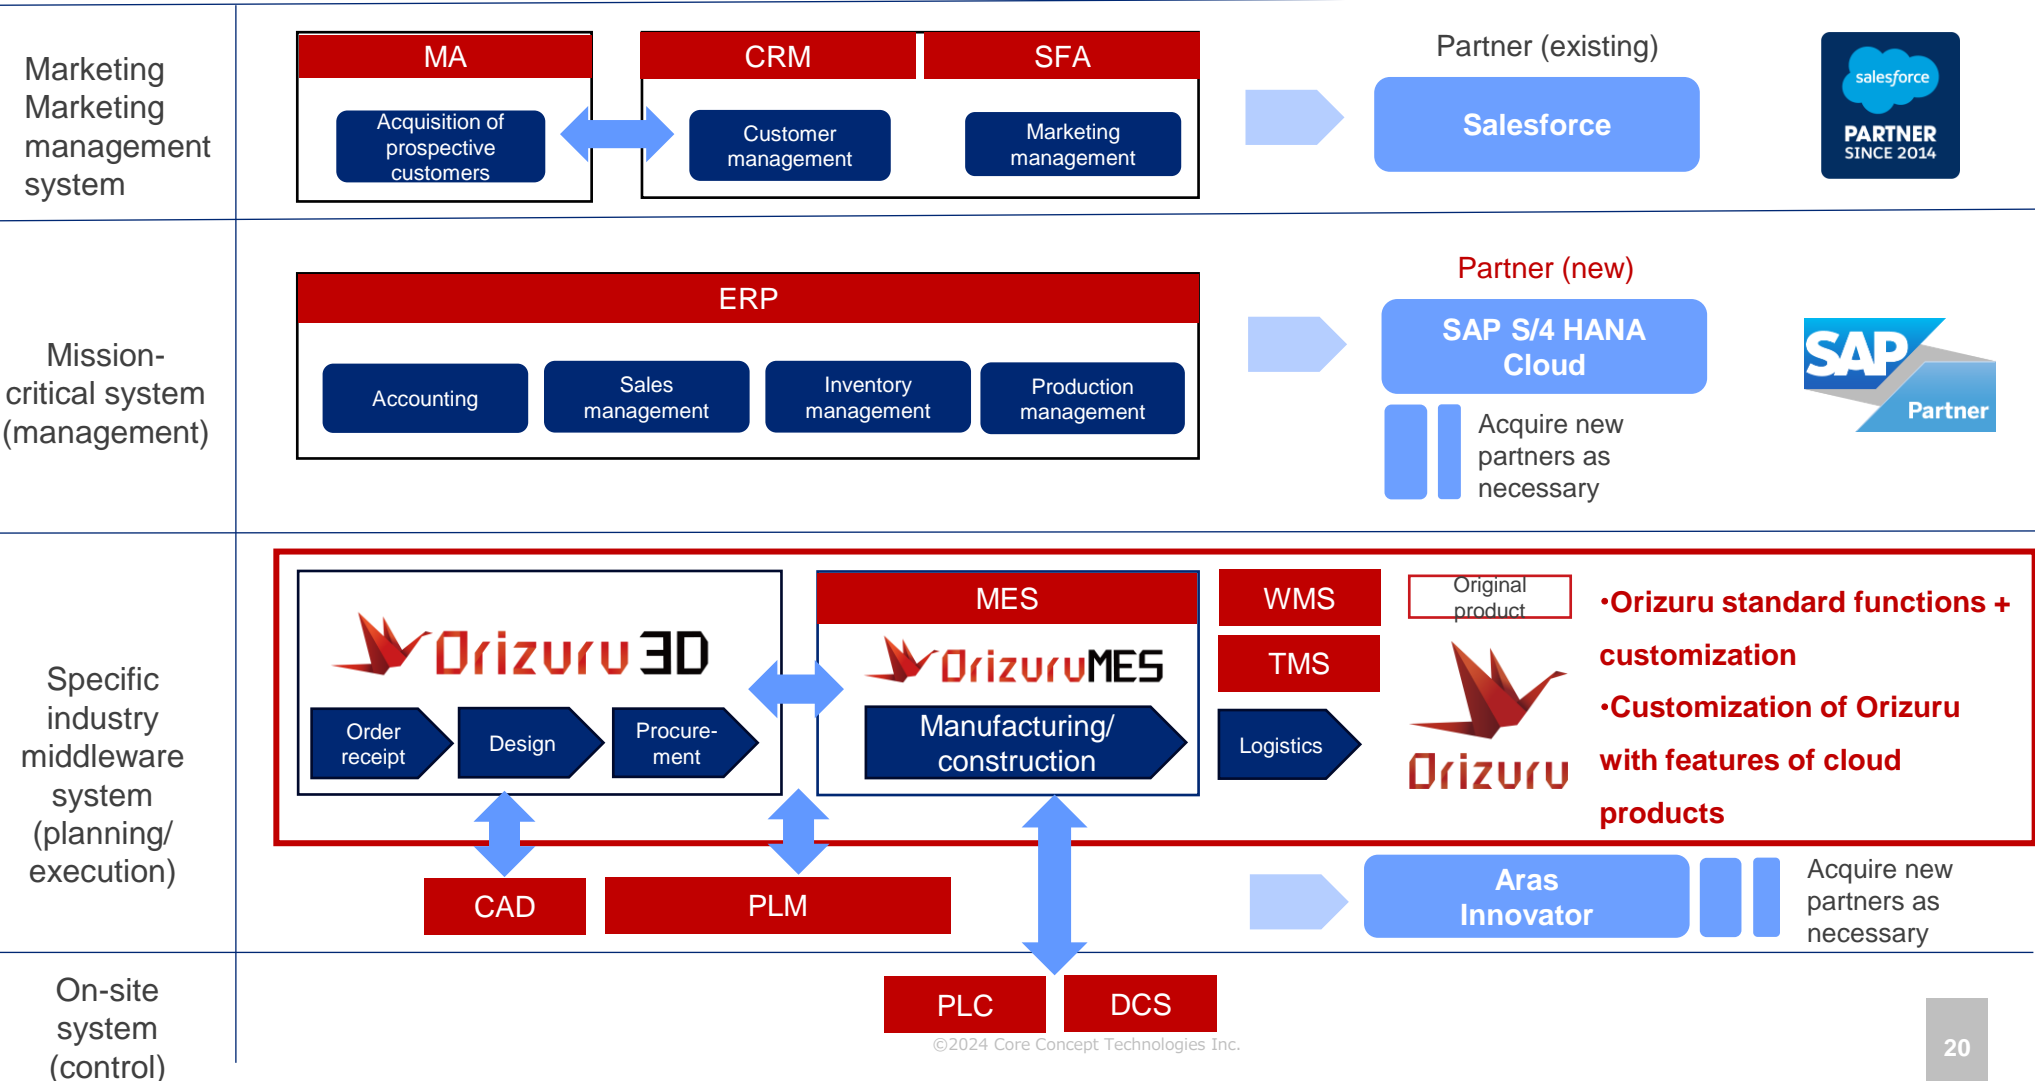 Marketing
Marketing
management
system
MA
CRM
SFA
Acquisition of
prospective
customers
Customer
management
Marketing
management
Partner (existing)
Salesforce
salesforce
PARTNER
SINCE 2014
Mission-
critical system
(management)
ERP
Accounting
Sales
management
Inventory
management
Production
management
Partner (new)
SAP S/4 HANA
Cloud
Acquire new
partners as
necessary
SAP
Partner
Specific
industry
middleware
system
(planning/
execution)
Orizuru 3D
Order
receipt
Design
Procure-
ment
MES
OrizuruMES
Manufacturing/
construction
WMS
TMS
Logistics
Original
product
Orizuru
・Orizuru standard functions +
customization
・Customization of Orizuru
with features of cloud
products
CAD
PLM
Aras
Innovator
Acquire new
partners as
necessary
On-site
system
(control)
PLC
DCS
©2024 Core Concept Technologies Inc.
20